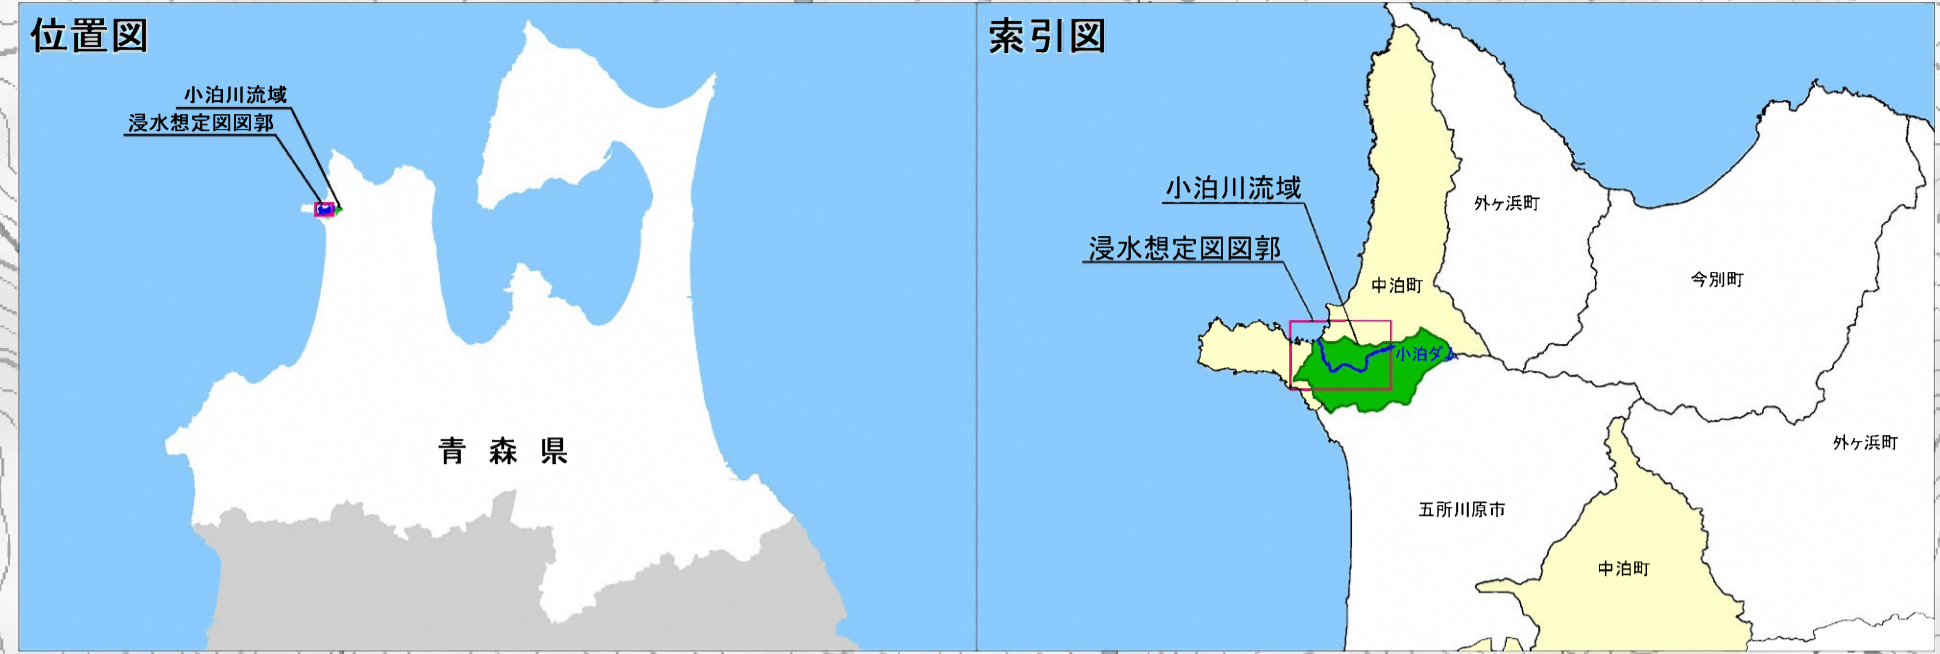 位置図
小泊川流域
浸水想定図図郭
青森県
索引図
小泊川流域
浸水想定図図郭
外ヶ浜町
中泊町
今別町
小泊ダム
外ヶ浜町
五所川原市
中泊町